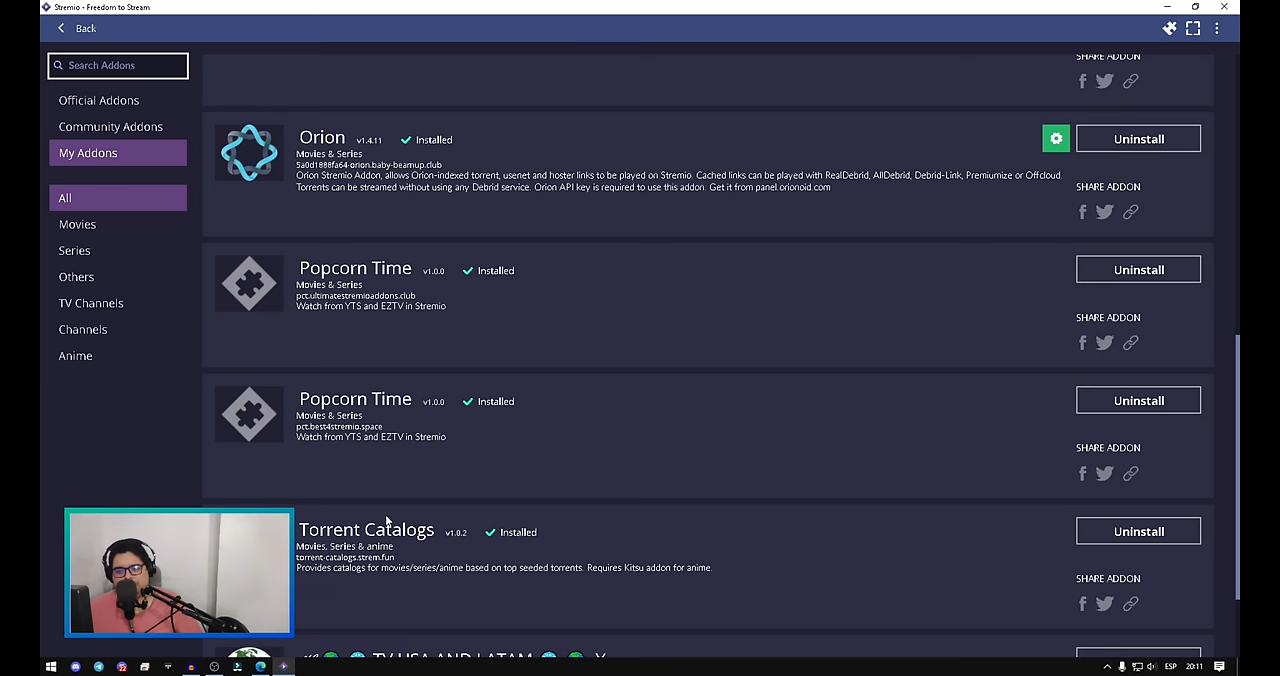 Stremio - Freedom to Stream
Back
Search Addons
Official Addons
Community Addons
My Addons
All
Movies
Series
Others
TV Channels
Channels
Anime
SHARE ADDON
Orion v1.4.11 Installed
Movies & Series
5a0d1886fa64-orion.baby-beamup.club
Orion Stremio Addon, allows Orion-indexed torrent, usenet and hoster links to be played on Stremio. Cached links can be played with RealDebrid, AllDebrid, Debrid-Link, Premiumize or Offcloud.
Torrents can be streamed without using any Debrid service. Orion API key is required to use this addon. Get it from panel.orionoid.com
Uninstall
SHARE ADDON
Popcorn Time v1.0.0 Installed
Movies & Series
pct.ultimatestremioaddons.club
Watch from YTS and EZTV in Stremio
Uninstall
SHARE ADDON
Popcorn Time v1.0.0 Installed
Movies & Series
pct.best4stremio.space
Watch from YTS and EZTV in Stremio
Uninstall
SHARE ADDON
Torrent Catalogs v1.0.2 Installed
Movies, Series & anime
torrent-catalogs.strem.fun
Provides catalogs for movies/series/anime based on top seeded torrents. Requires Kitsu addon for anime.
Uninstall
SHARE ADDON
TV USA AND LATAM
ESP 20:11